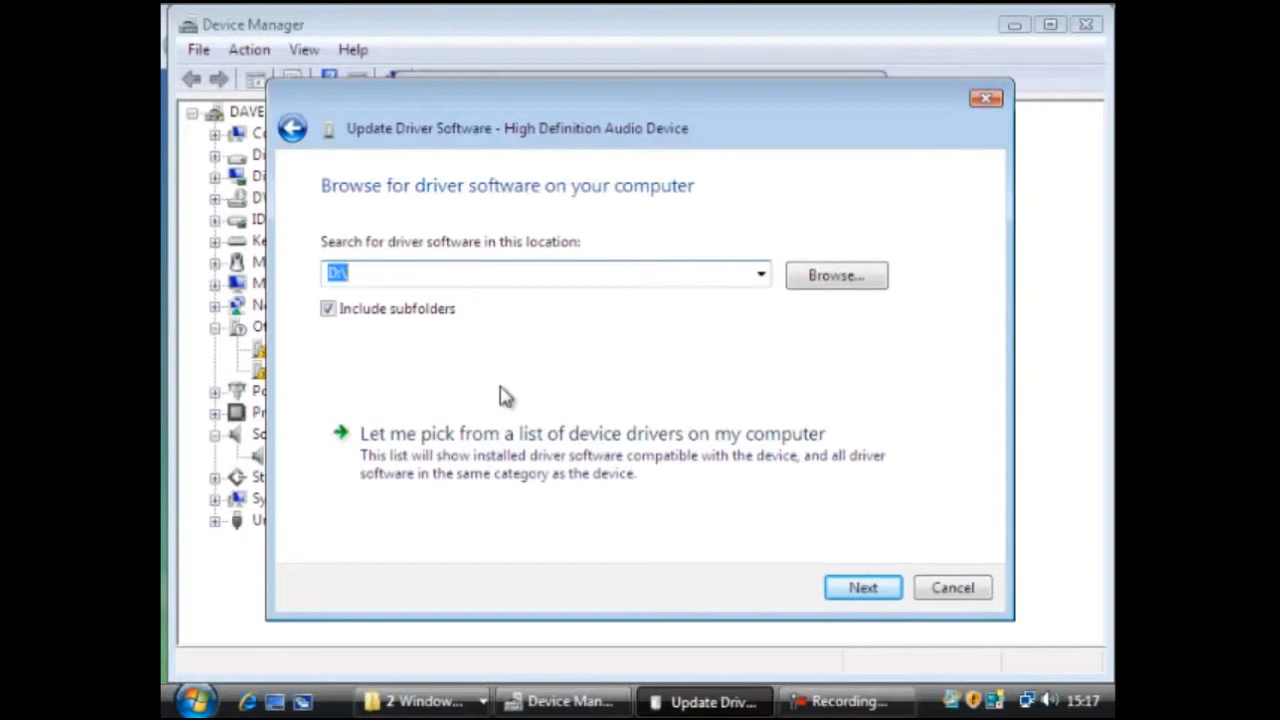 Device Manager
File Action View Help
DAVE
Update Driver Software - High Definition Audio Device
Browse for driver software on your computer
Search for driver software in this location:
D:\
Browse...
Include subfolders
Let me pick from a list of device drivers on my computer
This list will show installed driver software compatible with the device, and all driver
software in the same category as the device.
Next Cancel
2 Window... Device Man... Update Driv... Recording... 15:17